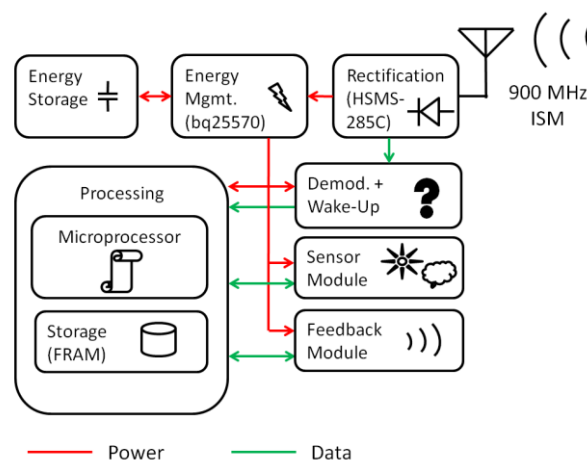 Energy
Storage
Energy
Mgmt.
(bq25570)
Rectification
(HSMS-
285C)
900 MHz
ISM
Processing
Demod. +
Wake-Up
?
Microprocessor
Sensor
Module
Storage
(FRAM)
Feedback
Module
Power
Data